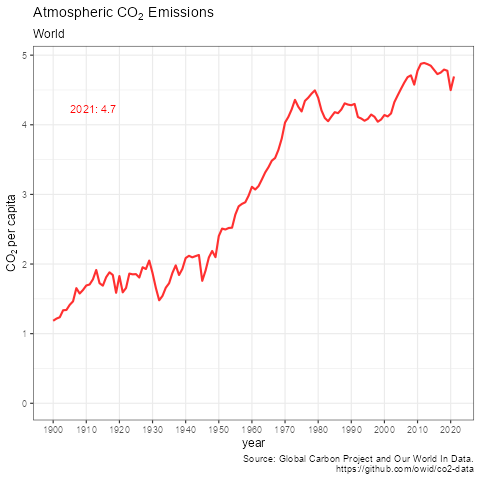 Atmospheric CO₂ Emissions
World
2021: 4.7
CO₂ per capita
5
4
3
2
1
0
1900 1910 1920 1930 1940 1950 1960 1970 1980 1990 2000 2010 2020
year
Source: Global Carbon Project and Our World In Data.
https://github.com/owid/co2-data